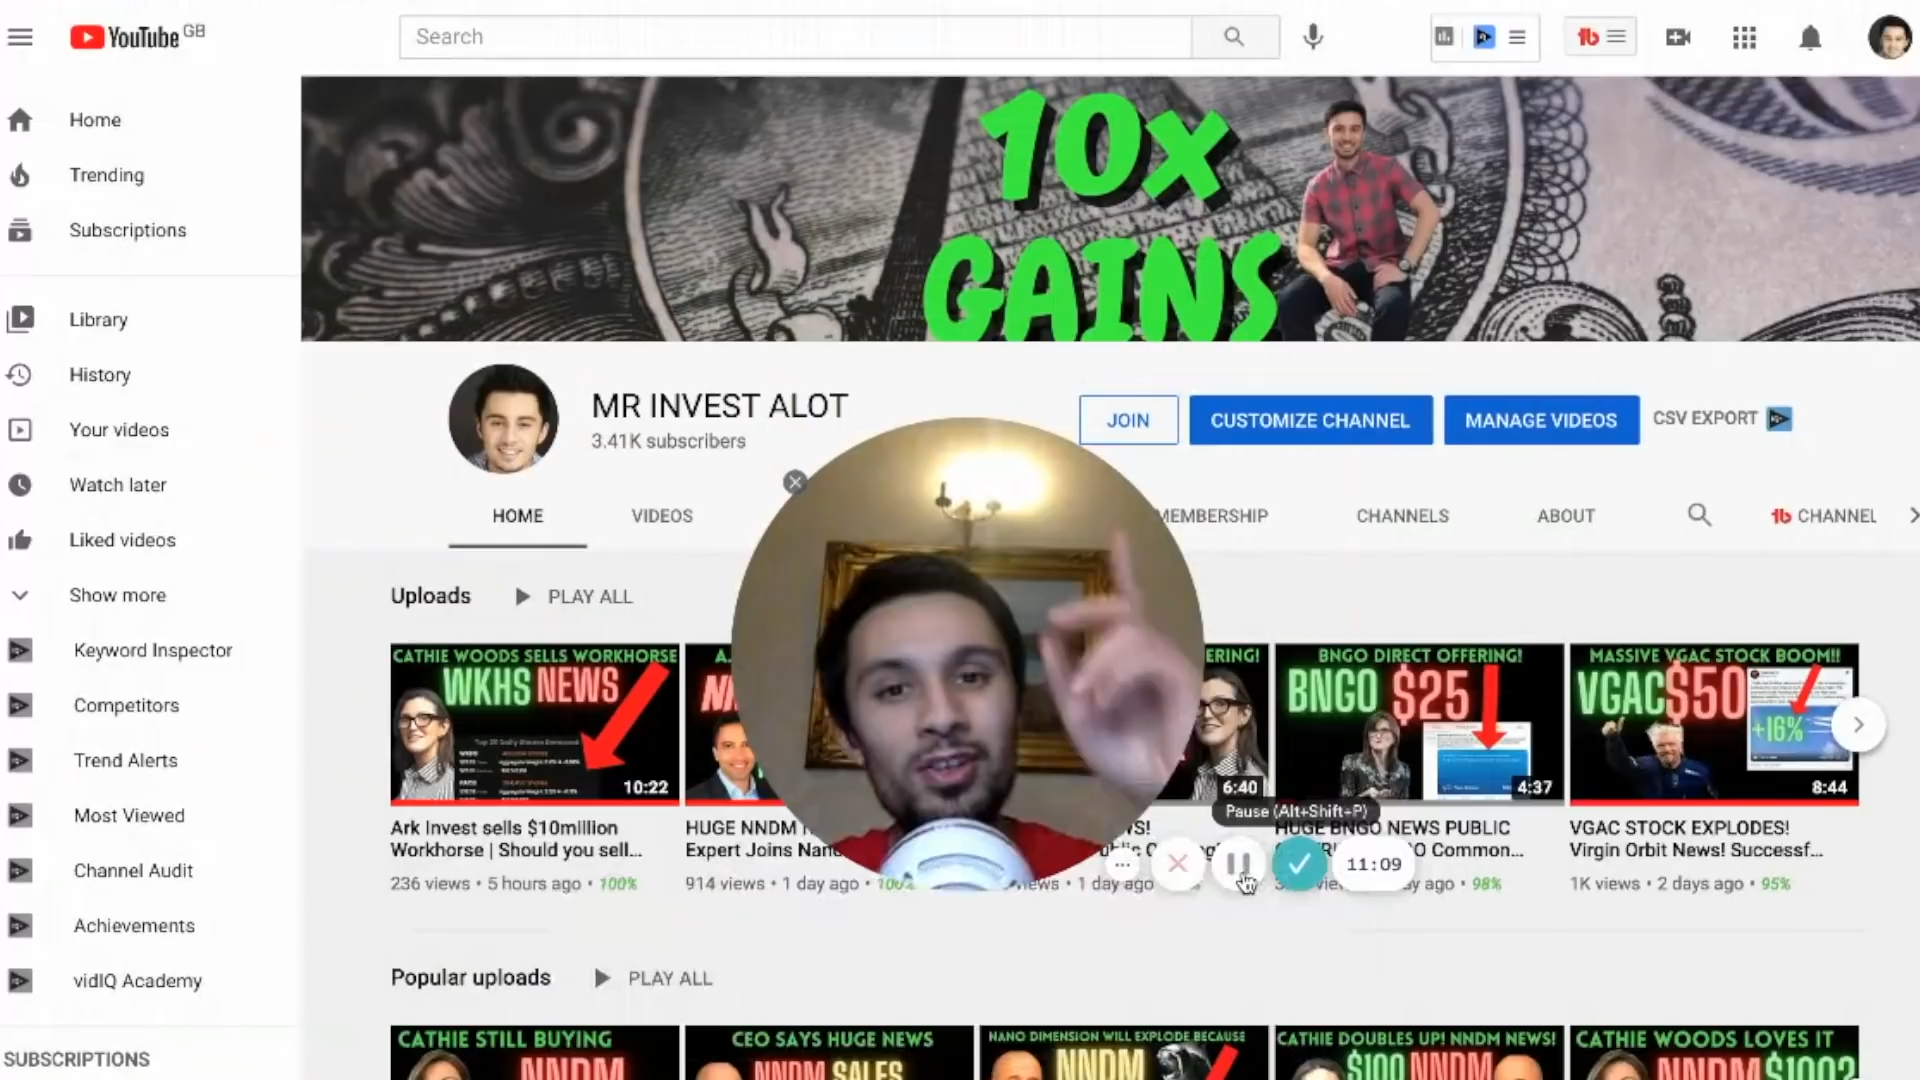 YouTube GB
Search
Home
Trending
Subscriptions
Library
History
Your videos
Watch later
Liked videos
Show more
Keyword Inspector
Competitors
Trend Alerts
Most Viewed
Channel Audit
Achievements
vidIQ Academy
SUBSCRIPTIONS
10x
GAINS
MR INVEST ALOT
3.41K subscribers
JOIN
CUSTOMIZE CHANNEL
MANAGE VIDEOS
CSV EXPORT
HOME
VIDEOS
MEMBERSHIP
CHANNELS
ABOUT
CHANNEL
Uploads
PLAY ALL
CATHIE WOODS SELLS WORKHORSE
WKHS NEWS
10:22
Ark Invest sells $10million
Workhorse | Should you sell...
236 views • 5 hours ago • 100%
HUGE NNDM
Expert Joins
914 views • 1 day ago
ERING!
6:40
1 day ago
BNGO DIRECT OFFERING!
BNGO $25
4:37
HUGE BNGO NEWS PUBLIC
Common...
98%
MASSIVE VGAC STOCK BOOM!!
VGAC $50
+16%
8:44
VGAC STOCK EXPLODES!
Virgin Orbit News! Successf...
1K views • 2 days ago • 95%
Pause (Alt+Shift+P)
11:09
Popular uploads
PLAY ALL
CATHIE STILL BUYING
NNDM
CEO SAYS HUGE NEWS
NNDM SALES
NANO DIMENSION WILL EXPLODE BECAUSE
NNDM
CATHIE DOUBLES UP! NNDM NEWS!
$100 NNDM
CATHIE WOODS LOVES IT
NNDM $100?